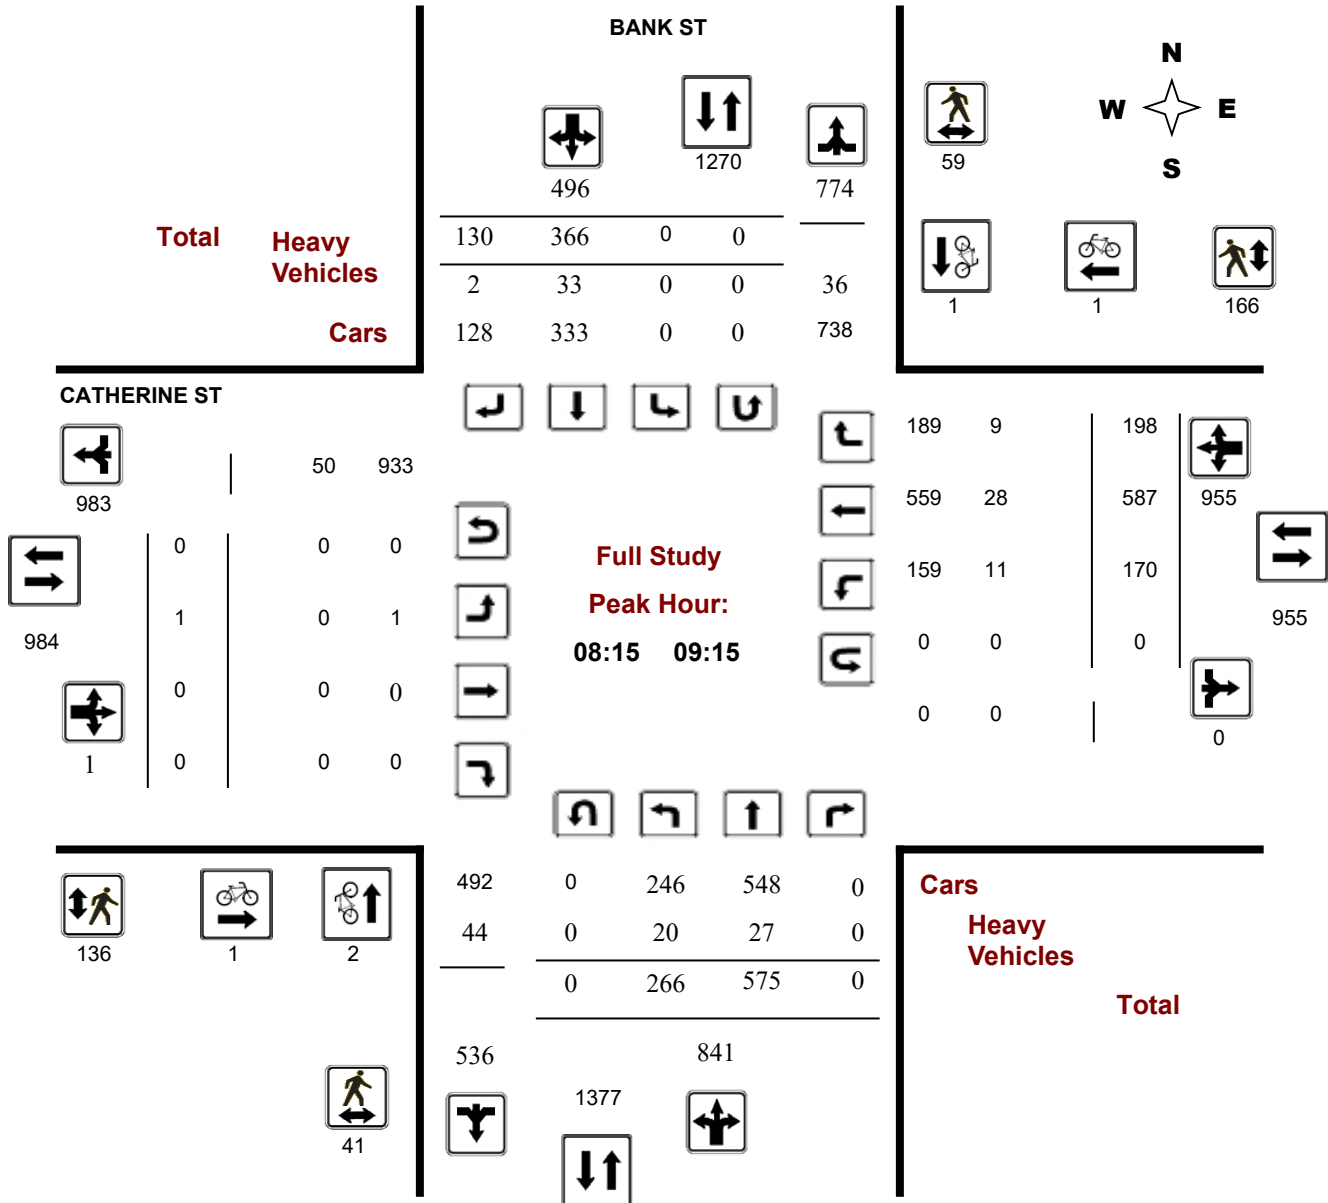 BANK ST
N
W E
S
1270
59
496
774
Total Heavy
Vehicles
Cars
130 366 0 0
2 33 0 0 36
128 333 0 0 738
1 1 166
CATHERINE ST
189 9 198
50 933
983
559 28 587 955
0 0 0
Full Study
159 11 170
1 0 1
Peak Hour:
955
984
08:15 09:15
0 0 0
0 0 0
0 0
0
1
0 0 0
492 0 246 548 0
Cars
44 0 20 27 0
Heavy
Vehicles
136 1 2
0 266 575 0
Total
536 841
1377
41